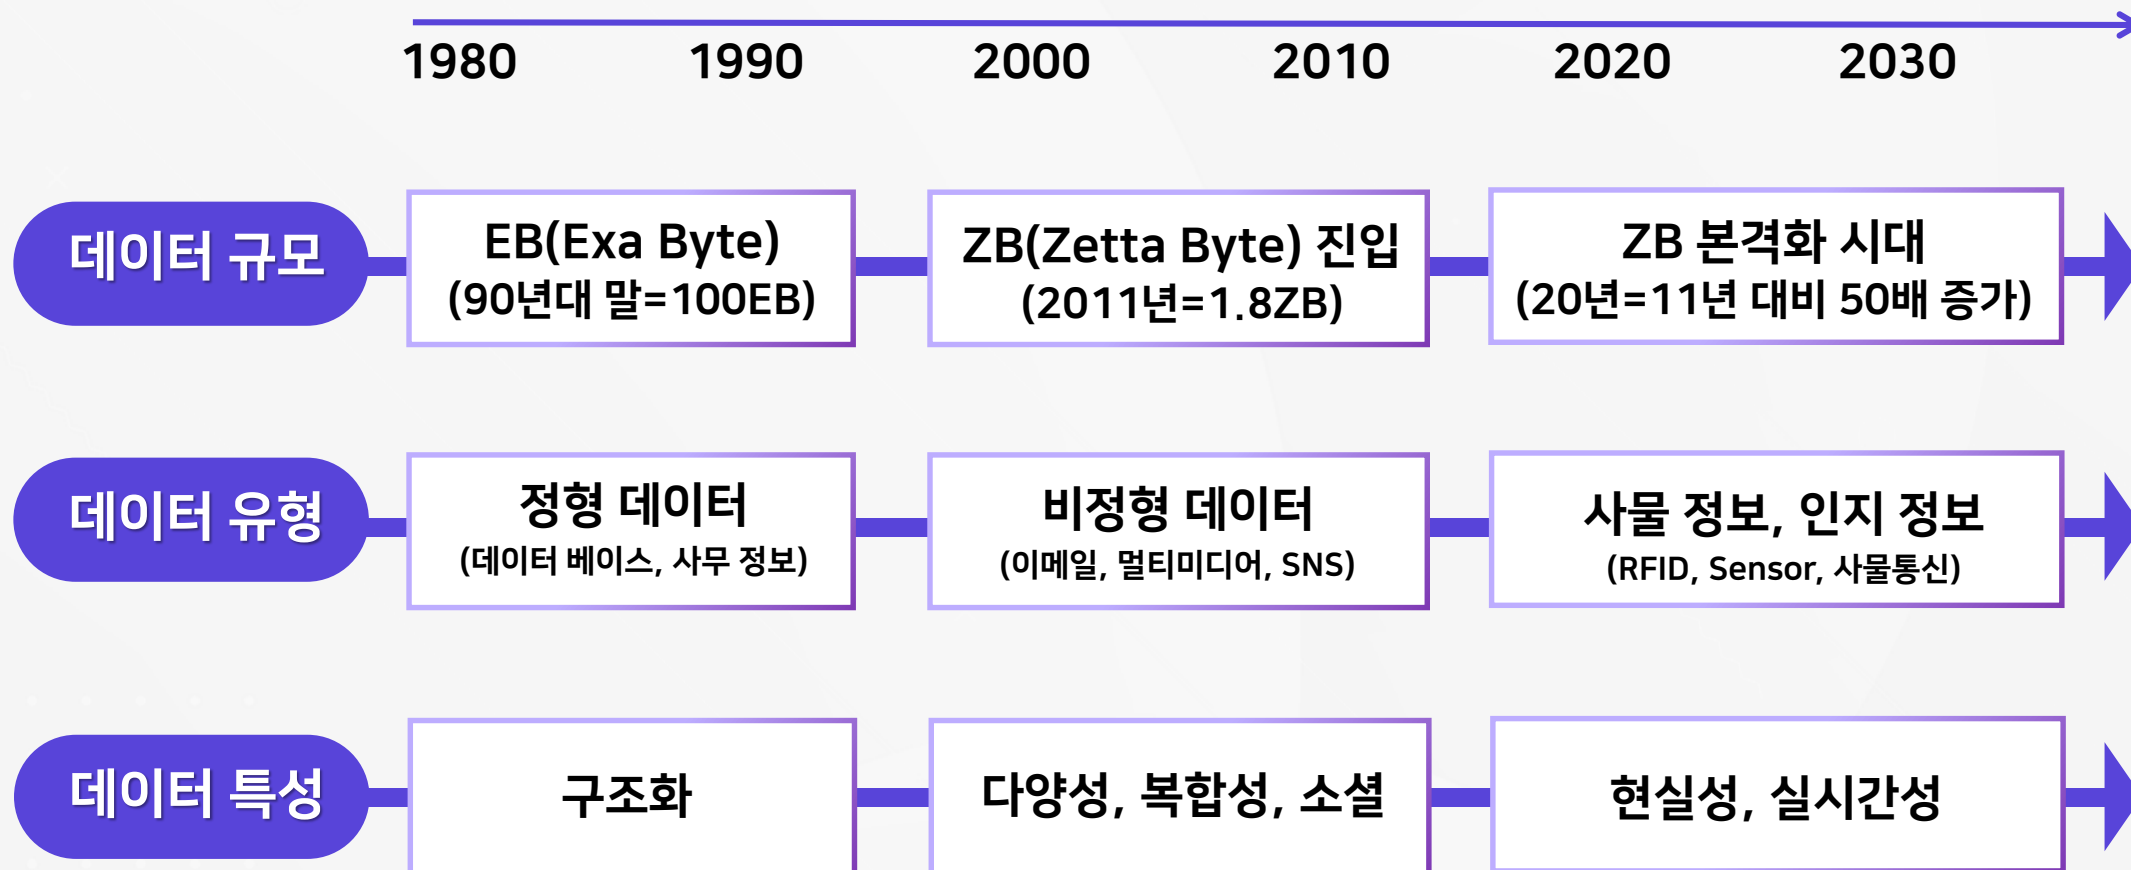 1980 1990 2000 2010 2020 2030
데이터 규모
EB(Exa Byte)
(90년대 말=100EB)
ZB(Zetta Byte) 진입
(2011년=1.8ZB)
ZB 본격화 시대
(20년=11년 대비 50배 증가)
데이터 유형
정형 데이터
(데이터 베이스, 사무 정보)
비정형 데이터
(이메일, 멀티미디어, SNS)
사물 정보, 인지 정보
(RFID, Sensor, 사물통신)
데이터 특성
구조화
다양성, 복합성, 소셜
현실성, 실시간성